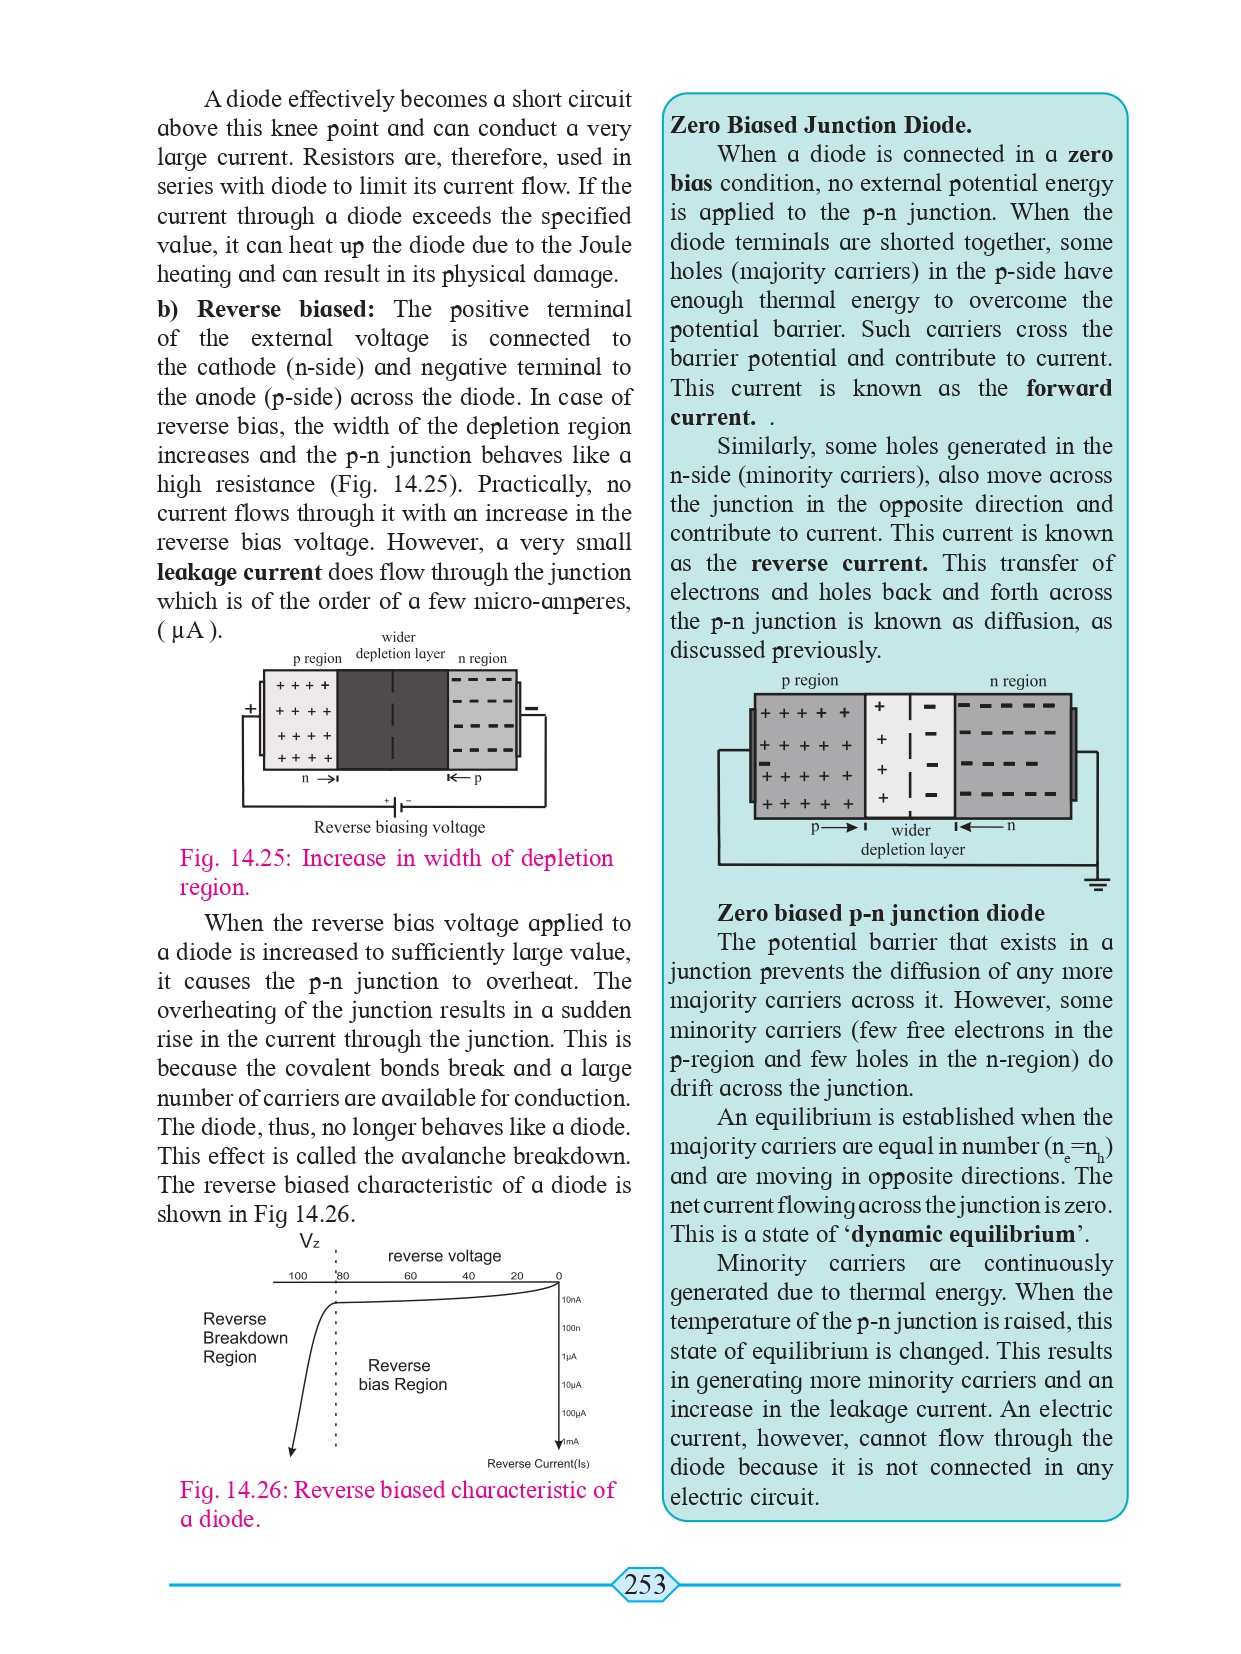 A diode effectively becomes a short circuit
above this knee point and can conduct a very
large current. Resistors are, therefore, used in
series with diode to limit its current flow. If the
current through a diode exceeds the specified
value, it can heat up the diode due to the Joule
heating and can result in its physical damage.
b) Reverse biased: The positive terminal
of the external voltage is connected to
the cathode (n-side) and negative terminal to
the anode (p-side) across the diode. In case of
reverse bias, the width of the depletion region
increases and the p-n junction behaves like a
high resistance (Fig. 14.25). Practically, no
current flows through it with an increase in the
reverse bias voltage. However, a very small
leakage current does flow through the junction
which is of the order of a few micro-amperes,
( µA ).
wider
p region depletion layer n region
+ + + +
+ + + + +
+ + + +
+ + + +
n p
+ −
Reverse biasing voltage
Fig. 14.25: Increase in width of depletion
region.
When the reverse bias voltage applied to
a diode is increased to sufficiently large value,
it causes the p-n junction to overheat. The
overheating of the junction results in a sudden
rise in the current through the junction. This is
because the covalent bonds break and a large
number of carriers are available for conduction.
The diode, thus, no longer behaves like a diode.
This effect is called the avalanche breakdown.
The reverse biased characteristic of a diode is
shown in Fig 14.26.
Vz
reverse voltage
100 80 60 40 20 0
10nA
100n
1µA
10µA
100µA
1mA
Reverse
Breakdown
Region
Reverse
bias Region
Reverse Current(Is)
Fig. 14.26: Reverse biased characteristic of
a diode.
Zero Biased Junction Diode.
When a diode is connected in a zero
bias condition, no external potential energy
is applied to the p-n junction. When the
diode terminals are shorted together, some
holes (majority carriers) in the p-side have
enough thermal energy to overcome the
potential barrier. Such carriers cross the
barrier potential and contribute to current.
This current is known as the forward
current. .
Similarly, some holes generated in the
n-side (minority carriers), also move across
the junction in the opposite direction and
contribute to current. This current is known
as the reverse current. This transfer of
electrons and holes back and forth across
the p-n junction is known as diffusion, as
discussed previously.
p region n region
+ + + + + +
+ + + + + +
+ + + + + +
+ + + + + +
p wider n
depletion layer
Zero biased p-n junction diode
The potential barrier that exists in a
junction prevents the diffusion of any more
majority carriers across it. However, some
minority carriers (few free electrons in the
p-region and few holes in the n-region) do
drift across the junction.
An equilibrium is established when the
majority carriers are equal in number (ne=nh)
and are moving in opposite directions. The
net current flowing across the junction is zero.
This is a state of ‘dynamic equilibrium’.
Minority carriers are continuously
generated due to thermal energy. When the
temperature of the p-n junction is raised, this
state of equilibrium is changed. This results
in generating more minority carriers and an
increase in the leakage current. An electric
current, however, cannot flow through the
diode because it is not connected in any
electric circuit.
253